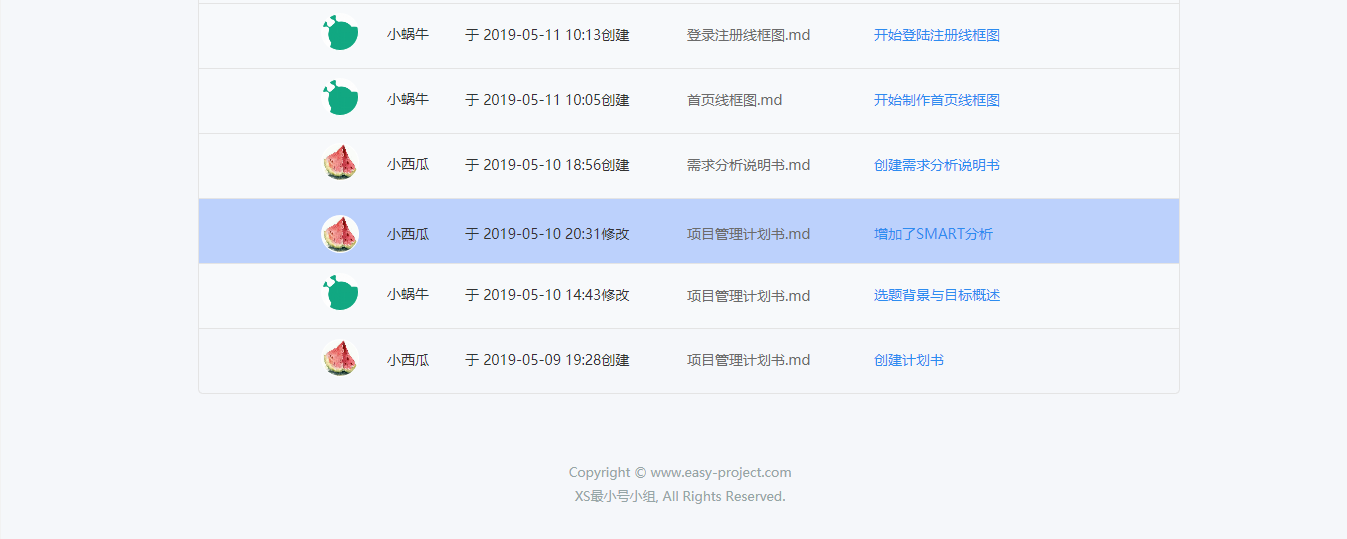 小蜗牛 于 2019-05-11 10:13创建 登录注册线框图.md 开始登陆注册线框图
小蜗牛 于 2019-05-11 10:05创建 首页线框图.md 开始制作首页线框图
小西瓜 于 2019-05-10 18:56创建 需求分析说明书.md 创建需求分析说明书
小西瓜 于 2019-05-10 20:31修改 项目管理计划书.md 增加了SMART分析
小蜗牛 于 2019-05-10 14:43修改 项目管理计划书.md 选题背景与目标概述
小西瓜 于 2019-05-09 19:28创建 项目管理计划书.md 创建计划书
Copyright © www.easy-project.com
XS最小号小组, All Rights Reserved.